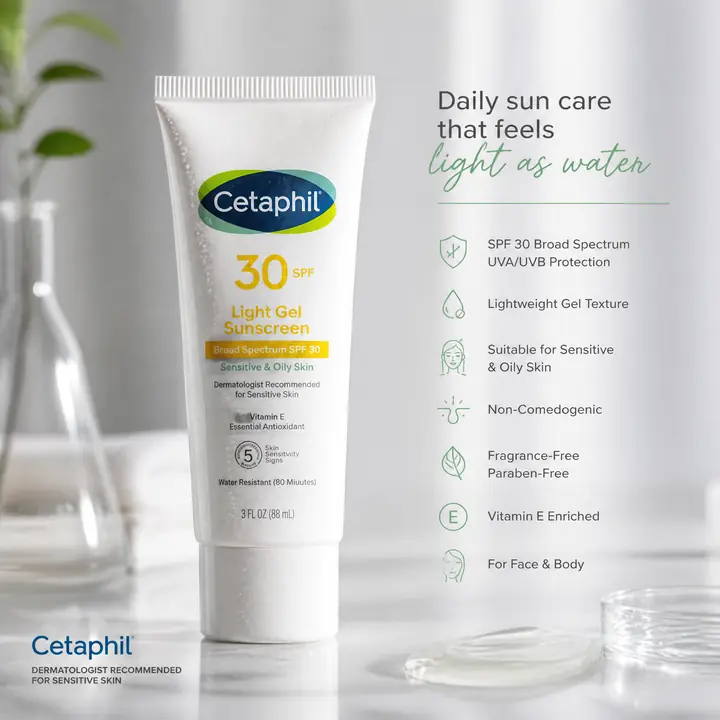 Cetaphil®
30 SPF
Light Gel
Sunscreen
Broad Spectrum SPF 30
Sensitive & Oily Skin
Dermatologist Recommended
for Sensitive Skin
Vitamin E
Essential Antioxidant
5
Skin
Sensitvity
Signs
Water Resistant (80 Miuutes)
3 FL OZ (88 mL)
Daily sun care
that feels
light as water
SPF 30 Broad Spectrum
UVA/UVB Protection
Lightweight Gel Texture
Suitable for Sensitive
& Oily Skin
Non-Comedogenic
Fragrance-Free
Paraben-Free
E
Vitamin E Enriched
For Face & Body
Cetaphil®
DERMATOLOGIST RECOMMENDED
FOR SENSITIVE SKIN